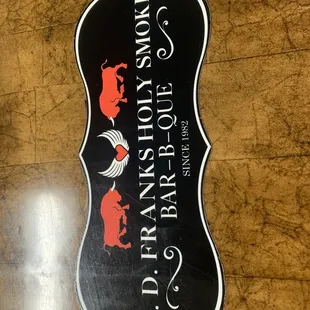 . D. FRANKS HOLY SMOK
BAR-B-QUE
SINCE 1982